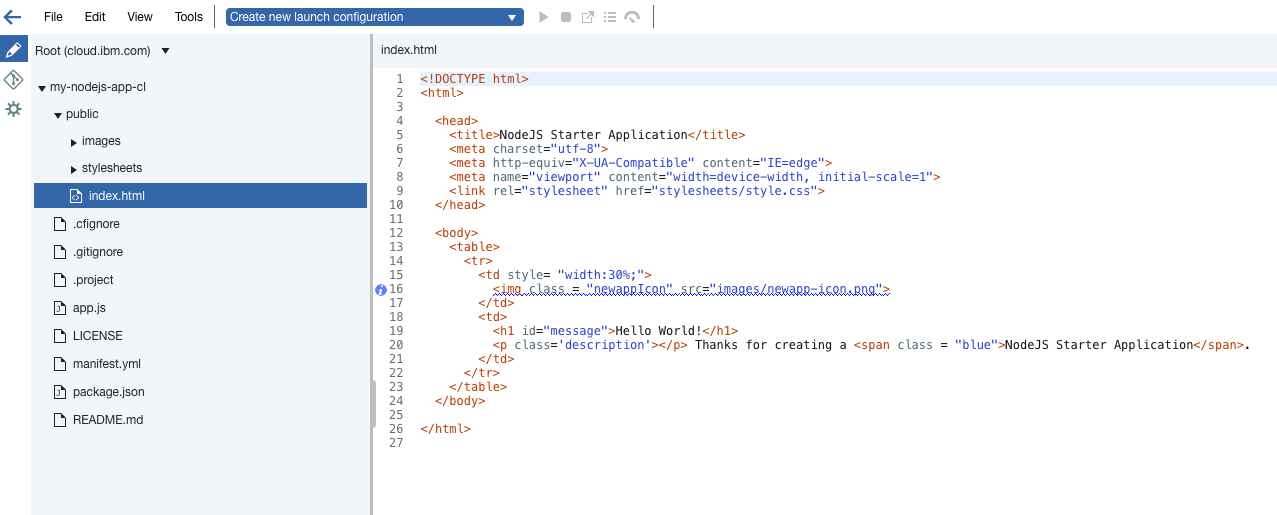 File Edit View Tools Create new launch configuration
Root (cloud.ibm.com)
my-nodejs-app-cl
public
images
stylesheets
index.html
.cfignore
.gitignore
.project
app.js
LICENSE
manifest.yml
package.json
README.md
index.html
1 <!DOCTYPE html>
2 <html>
3
4 <head>
5 <title>NodeJS Starter Application</title>
6 <meta charset="utf-8">
7 <meta http-equiv="X-UA-Compatible" content="IE=edge">
8 <meta name="viewport" content="width=device-width, initial-scale=1">
9 <link rel="stylesheet" href="stylesheets/style.css">
10 </head>
11
12 <body>
13 <table>
14 <tr>
15 <td style= "width:30%;">
16 <img class = "newappIcon" src="images/newapp-icon.png">
17 </td>
18 <td>
19 <h1 id="message">Hello World!</h1>
20 <p class='description'></p> Thanks for creating a <span class = "blue">NodeJS Starter Application</span>.
21 </td>
22 </tr>
23 </table>
24 </body>
25
26 </html>
27